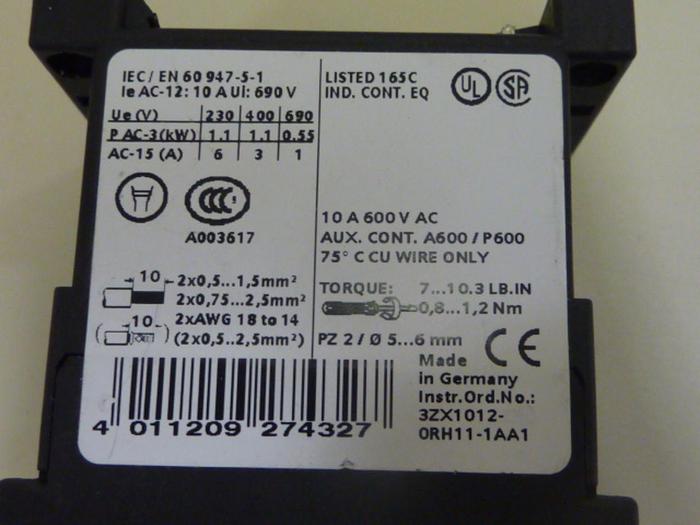 IEC / EN 60 947-5-1
Ie AC-12: 10 A Ui: 690 V
Ue (V) 230 400 690
P AC-3(kW) 1.1 1.1 0.55
AC-15 (A) 6 3 1
CCC
A003617
10 2x0,5...1,5mm²
2x0,75...2,5mm²
10 2xAWG 18 to 14
(2x0,5...2,5mm²)
4 011209 274327
LISTED 165C
IND. CONT. EQ
UL SA
10 A 600 V AC
AUX. CONT. A600 / P600
75° C CU WIRE ONLY
TORQUE: 7...10.3 LB.IN
0,8...1,2 Nm
PZ 2 / Ø 5...6 mm
Made CE
in Germany
Instr.Ord.No.:
3ZX1012-
0RH11-1AA1